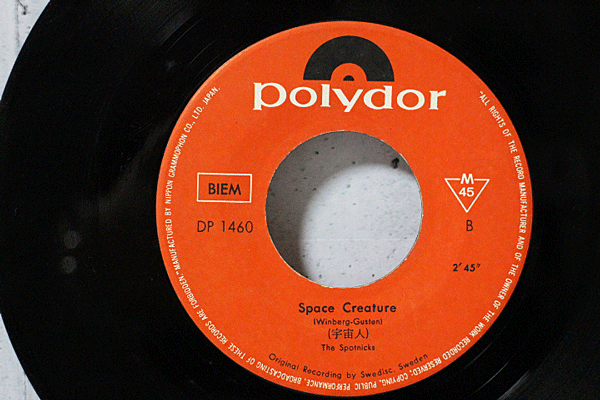 polydor
BIEM
DP 1460
M
45
B
2'45"
Space Creature
(Winberg-Gusten)
(宇宙人)
The Spotnicks
Original Recording by Swedisc, Sweden
"ALL RIGHTS OF THE RECORD MANUFACTURER AND OF THE OWNER OF THE WORK RECORDED RESERVED. COPYING, PUBLIC PERFORMANCE, BROADCASTING OF THESE RECORDS ARE FORBIDDEN" MANUFACTURED BY NIPPON GRAMMOPHON CO., LTD. JAPAN.